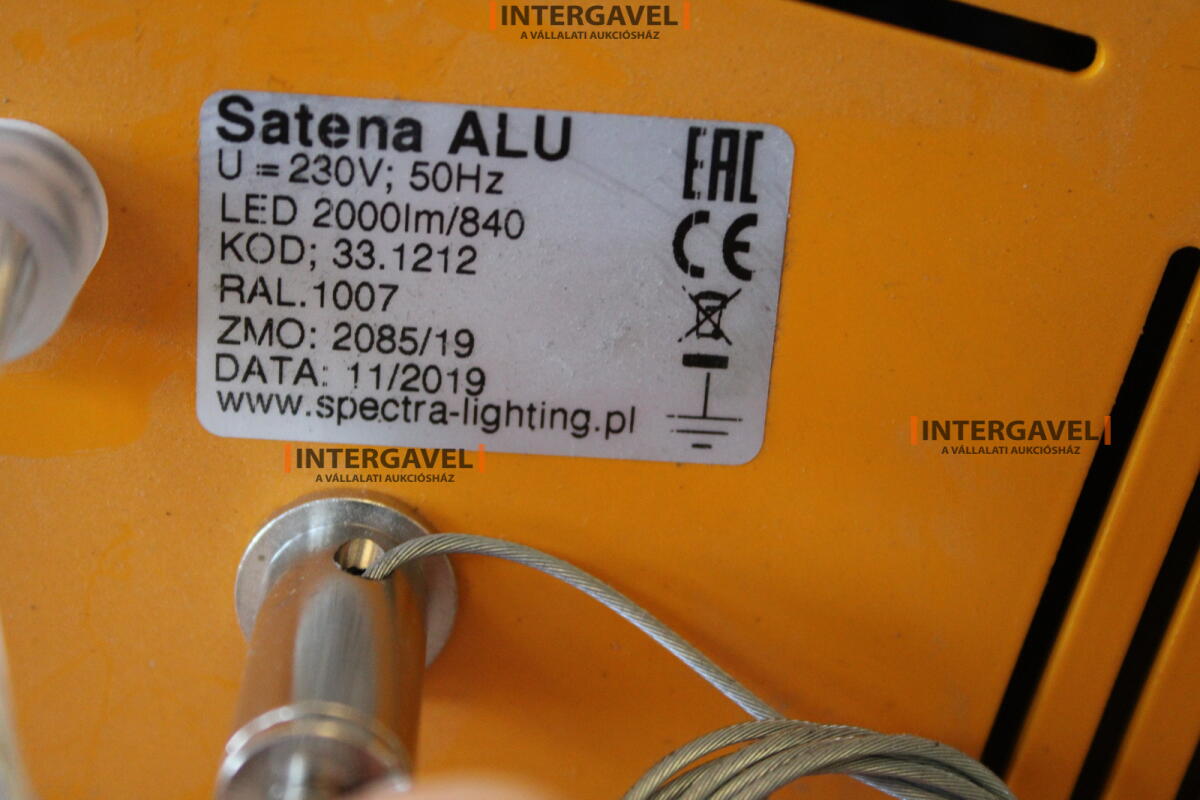 INTERGAVEL
A VÁLLALATI AUKCIÓSHÁZ
Satena ALU
U = 230V; 50Hz
LED 2000lm/840
KOD; 33.1212
RAL.1007
ZMO: 2085/19
DATA: 11/2019
www.spectra-lighting.pl
EAC
CE
INTERGAVEL
A VÁLLALATI AUKCIÓSHÁZ
INTERGAVEL
A VÁLLALATI AUKCIÓSHÁZ